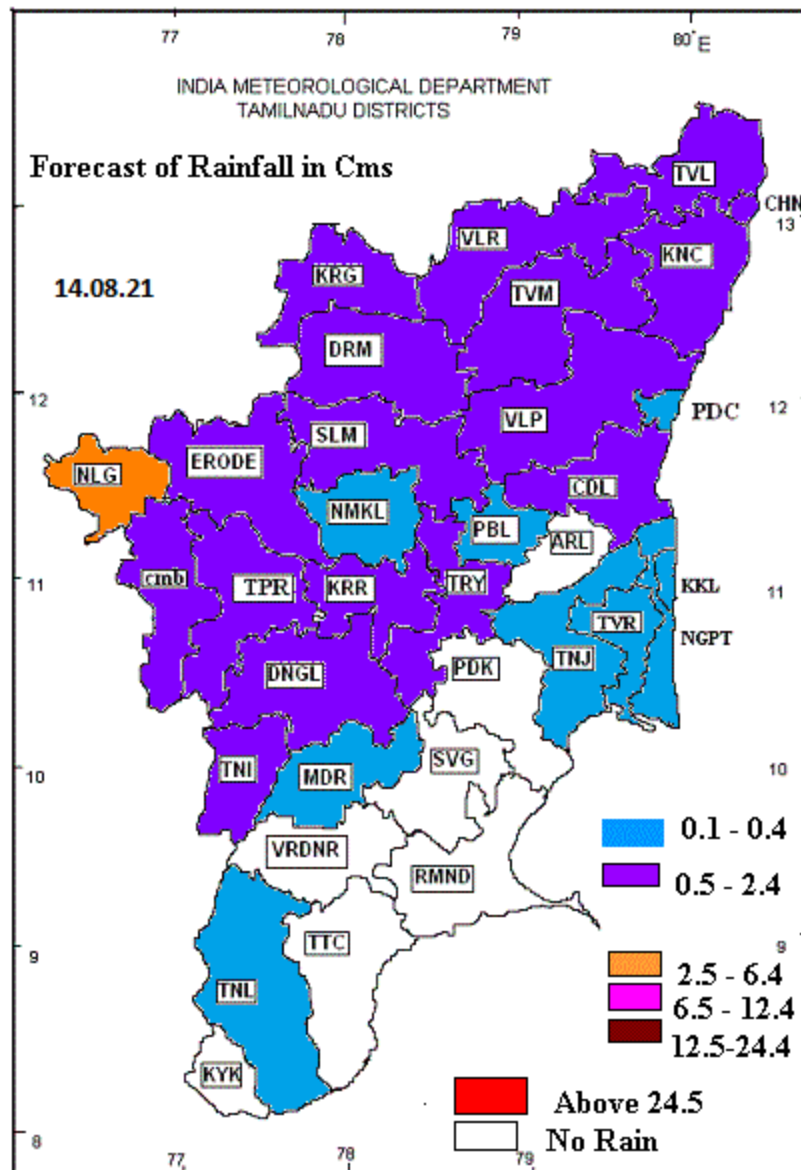 77 78 79 80°E
INDIA METEOROLOGICAL DEPARTMENT
TAMILNADU DISTRICTS
Forecast of Rainfall in Cms
TVL
CHN
13
VLR
KNC
KRG
14.08.21
TVM
DRM
12
PDC 12
VLP
SLM
ERODE
NLG
CDL
NMKL
PBL
ARL
11
cmb
TPR
KRR
TRY
KKL
11
TVR
NGPT
TNJ
DNGL
PDK
10
TNI
MDR
SVG
10
0.1 - 0.4
VRDNR
RMND
0.5 - 2.4
9
TTC
9
2.5 - 6.4
TNL
6.5 - 12.4
12.5-24.4
KYK
Above 24.5
No Rain
8
77 78 79